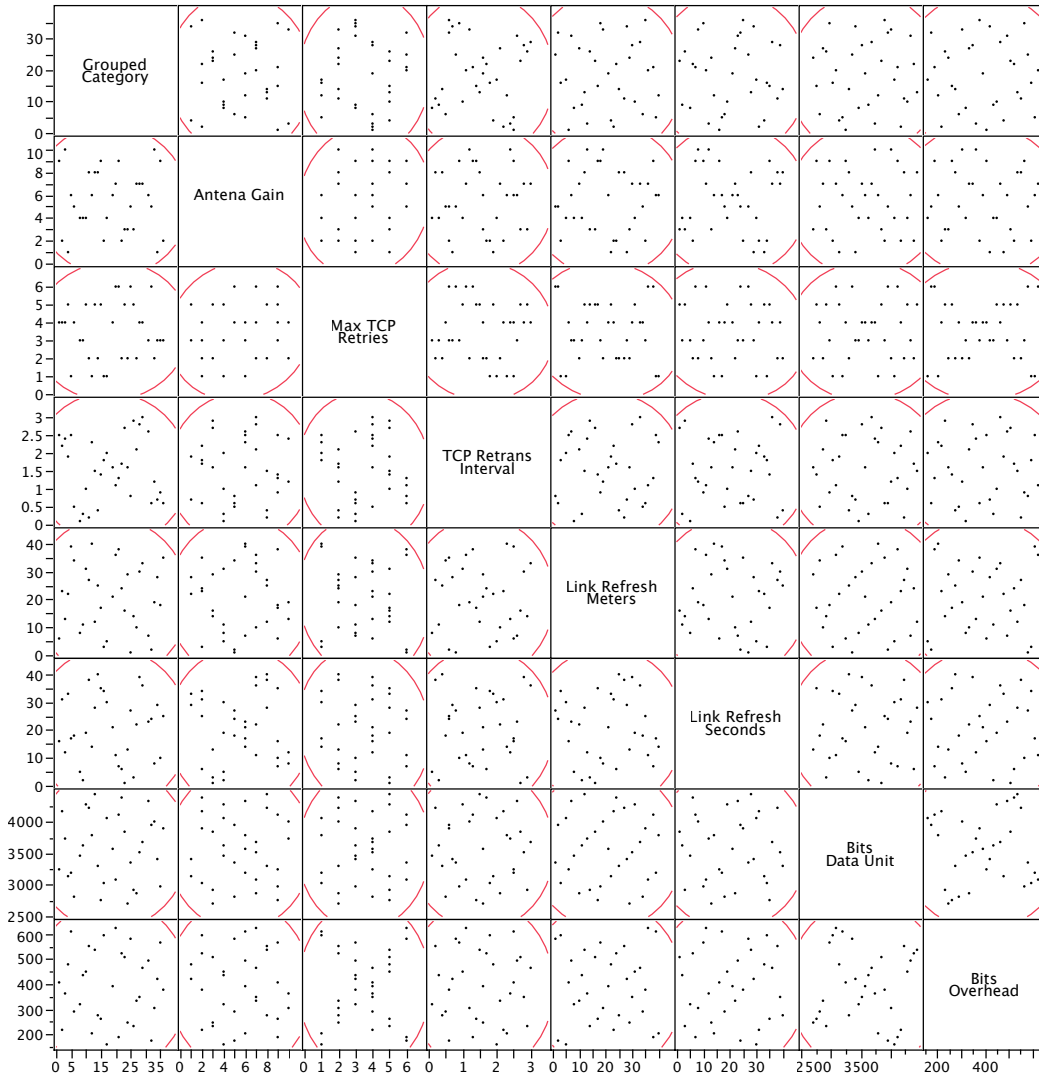 30
20
10
0
Grouped
Category
10
8
6
4
2
0
Antena Gain
6
5
4
3
2
1
0
Max TCP
Retries
3
2.5
2
1.5
1
0.5
0
TCP Retrans
Interval
40
30
20
10
0
Link Refresh
Meters
40
30
20
10
0
Link Refresh
Seconds
4000
3500
3000
2500
Bits
Data Unit
600
500
400
300
200
Bits
Overhead
0 5 15 25 35 0 2 4 6 8 0 1 2 3 4 5 6 0 1 2 3 0 10 20 30 0 10 20 30 2500 3500 200 400